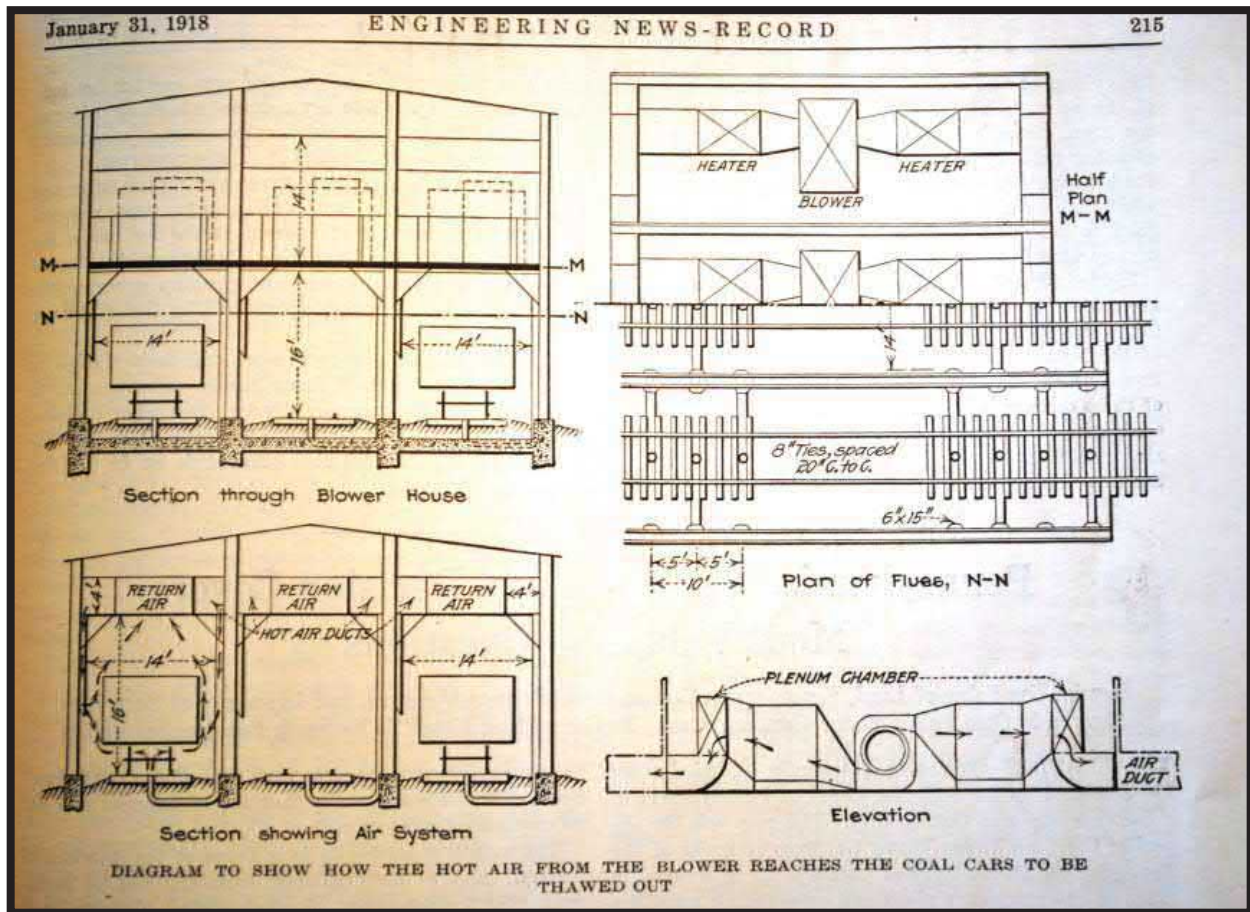 January 31, 1918 ENGINEERING NEWS-RECORD 215
14'
M M
N N
14' 16' 14'
Section through Blower House
HEATER HEATER
BLOWER
Half
Plan
M-M
14'
8" Ties, spaced
20" C. to C.
6"x15"
5' 5'
10'
Plan of Flues, N-N
4' RETURN
AIR
RETURN
AIR
RETURN
AIR
4'
HOT AIR DUCTS
14' 14'
16'
Section showing Air System
PLENUM CHAMBER
AIR
DUCT
Elevation
DIAGRAM TO SHOW HOW THE HOT AIR FROM THE BLOWER REACHES THE COAL CARS TO BE
THAWED OUT